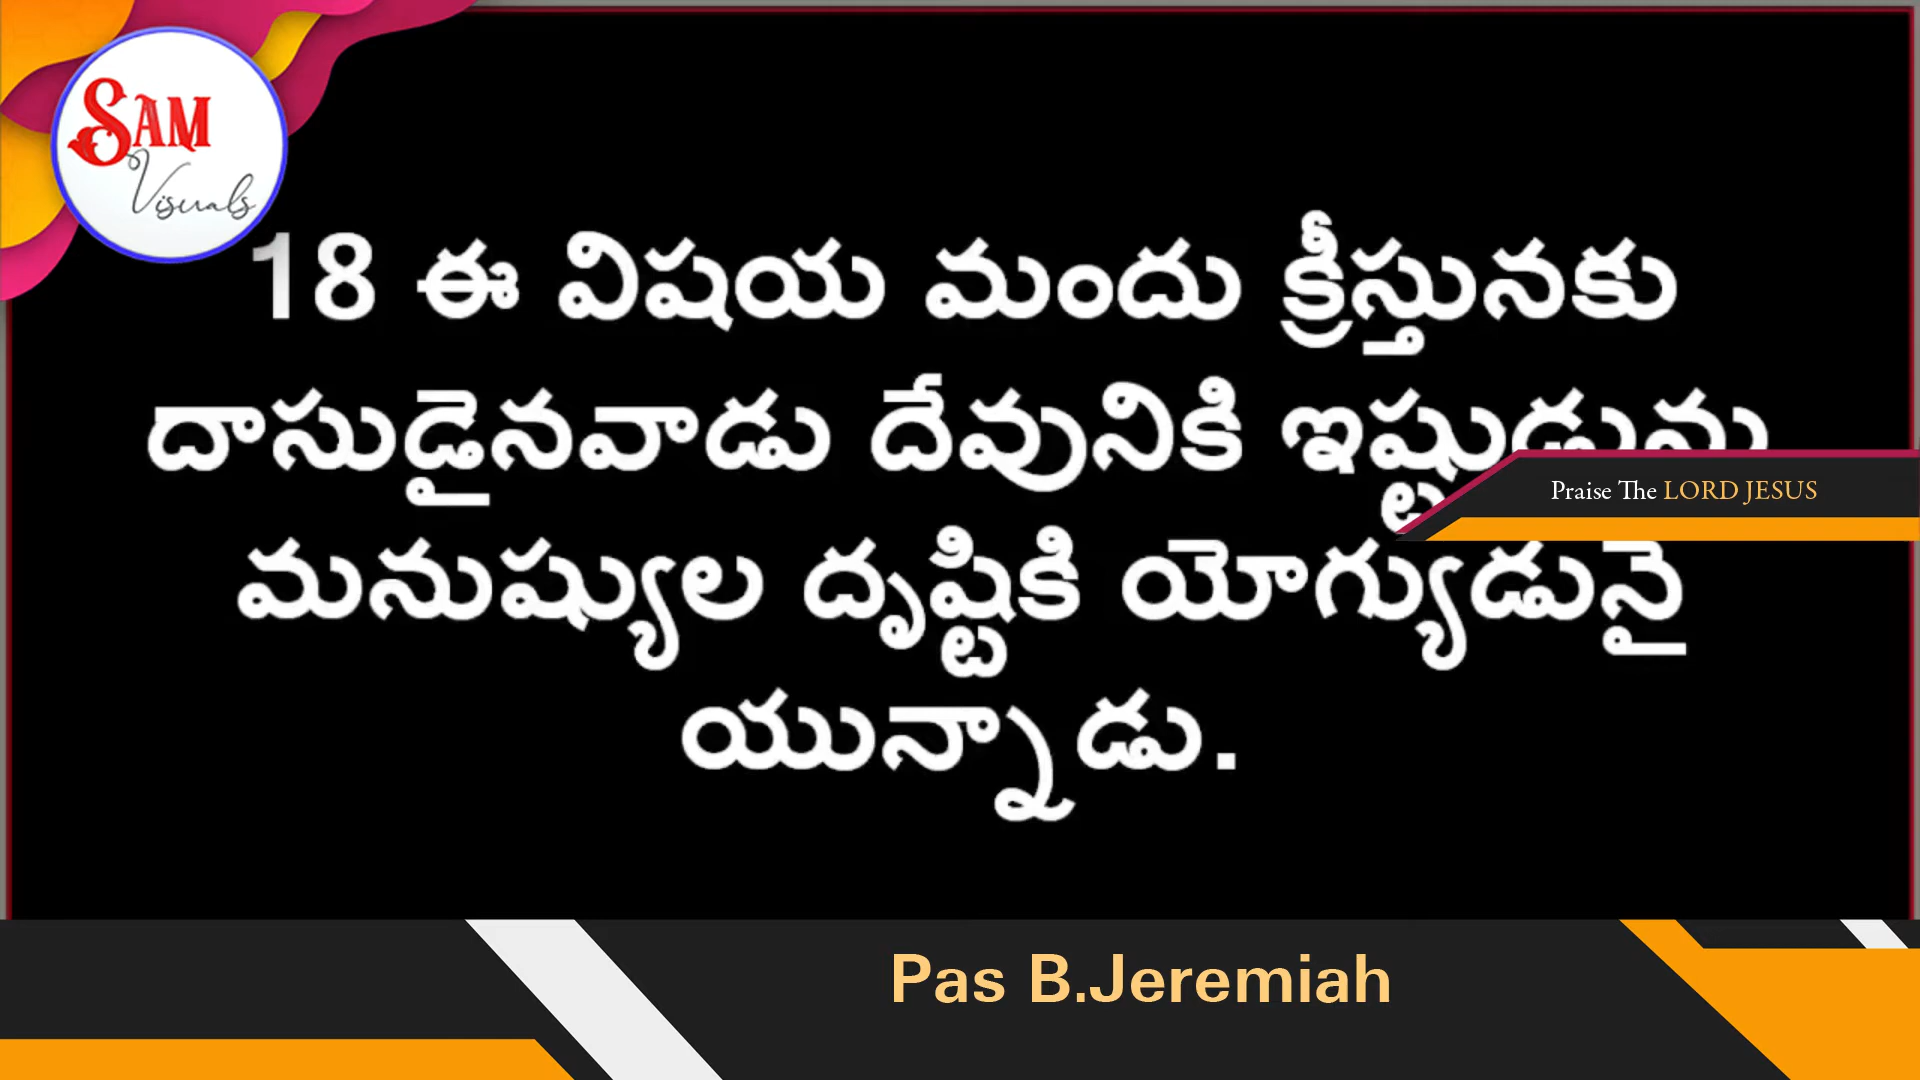 SAM
Visuals
18 ఈ విషయ మందు క్రీస్తునకు
దాసుడైనవాడు దేవునికి ఇష్టుడును
మనుష్యుల దృష్టికి యోగ్యుడునై
యున్నాడు.
Praise The LORD JESUS
Pas B.Jeremiah